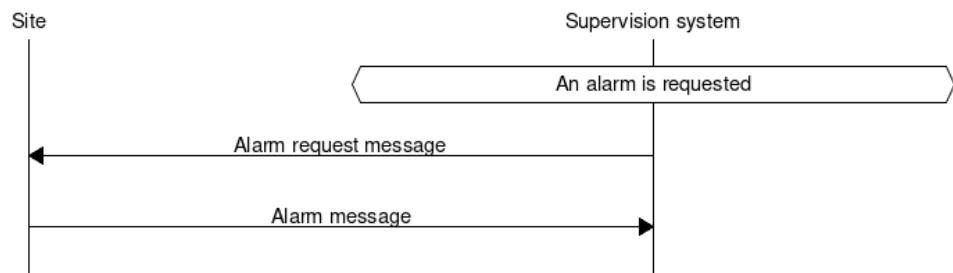 Site
Supervision system
An alarm is requested
Alarm request message
Alarm message